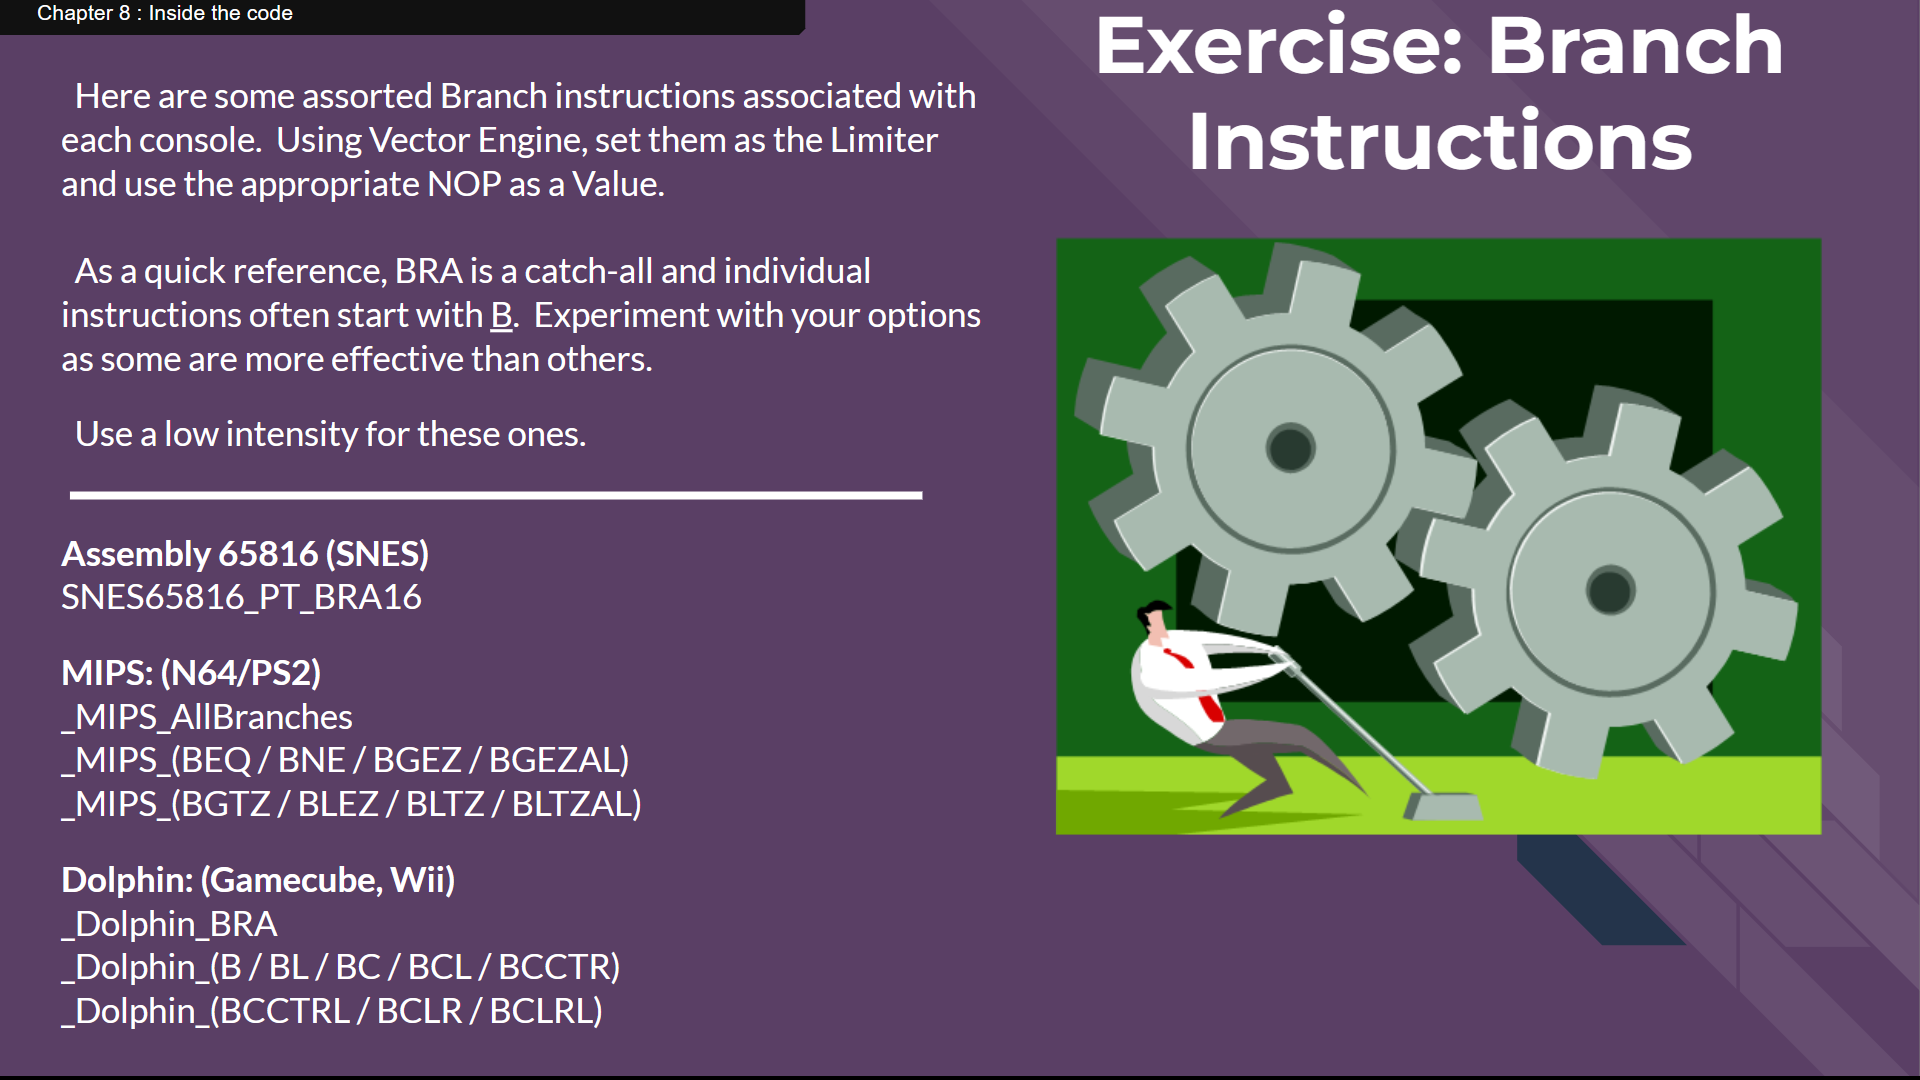 Chapter 8 : Inside the code
Exercise: Branch
Instructions
Here are some assorted Branch instructions associated with
each console.  Using Vector Engine, set them as the Limiter
and use the appropriate NOP as a Value.
As a quick reference, BRA is a catch-all and individual
instructions often start with B.  Experiment with your options
as some are more effective than others.
Use a low intensity for these ones.
Assembly 65816 (SNES)
SNES65816_PT_BRA16
MIPS: (N64/PS2)
_MIPS_AllBranches
_MIPS_(BEQ / BNE / BGEZ / BGEZAL)
_MIPS_(BGTZ / BLEZ / BLTZ / BLTZAL)
Dolphin: (Gamecube, Wii)
_Dolphin_BRA
_Dolphin_(B / BL / BC / BCL / BCCTR)
_Dolphin_(BCCTRL / BCLR / BCLRL)